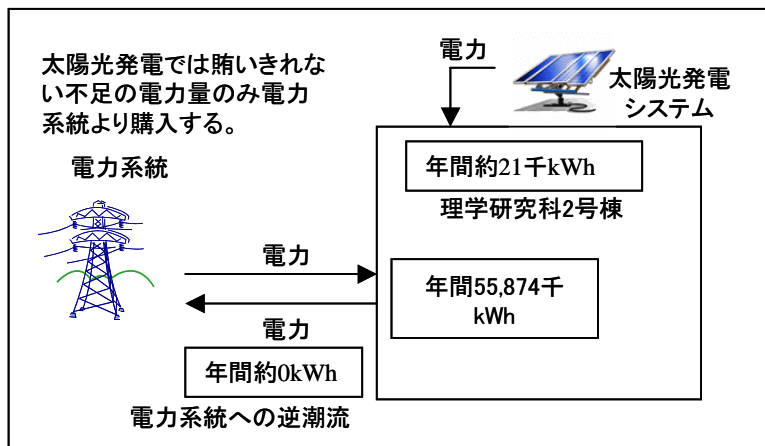 太陽光発電では賄いきれな
い不足の電力量のみ電力
系統より購入する。
電力
太陽光発電
システム
電力系統
年間約21千kWh
理学研究科2号棟
電力
年間55,874千
kWh
電力
年間約0kWh
電力系統への逆潮流